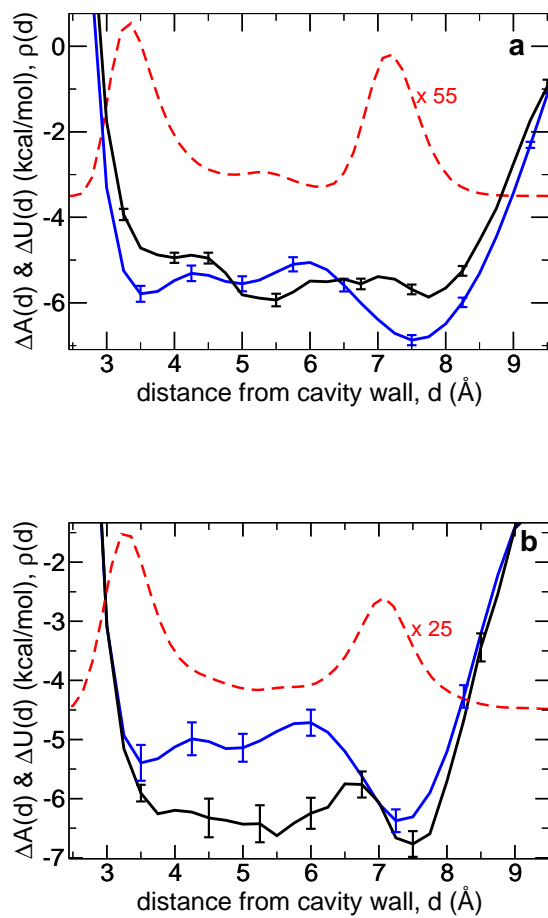 a
0
-2
-4
-6
ΔA(d) & ΔU(d) (kcal/mol), ρ(d)
x 55
3 4 5 6 7 8 9
distance from cavity wall, d (Å)
b
-2
-3
-4
-5
-6
-7
ΔA(d) & ΔU(d) (kcal/mol), ρ(d)
x 25
3 4 5 6 7 8 9
distance from cavity wall, d (Å)